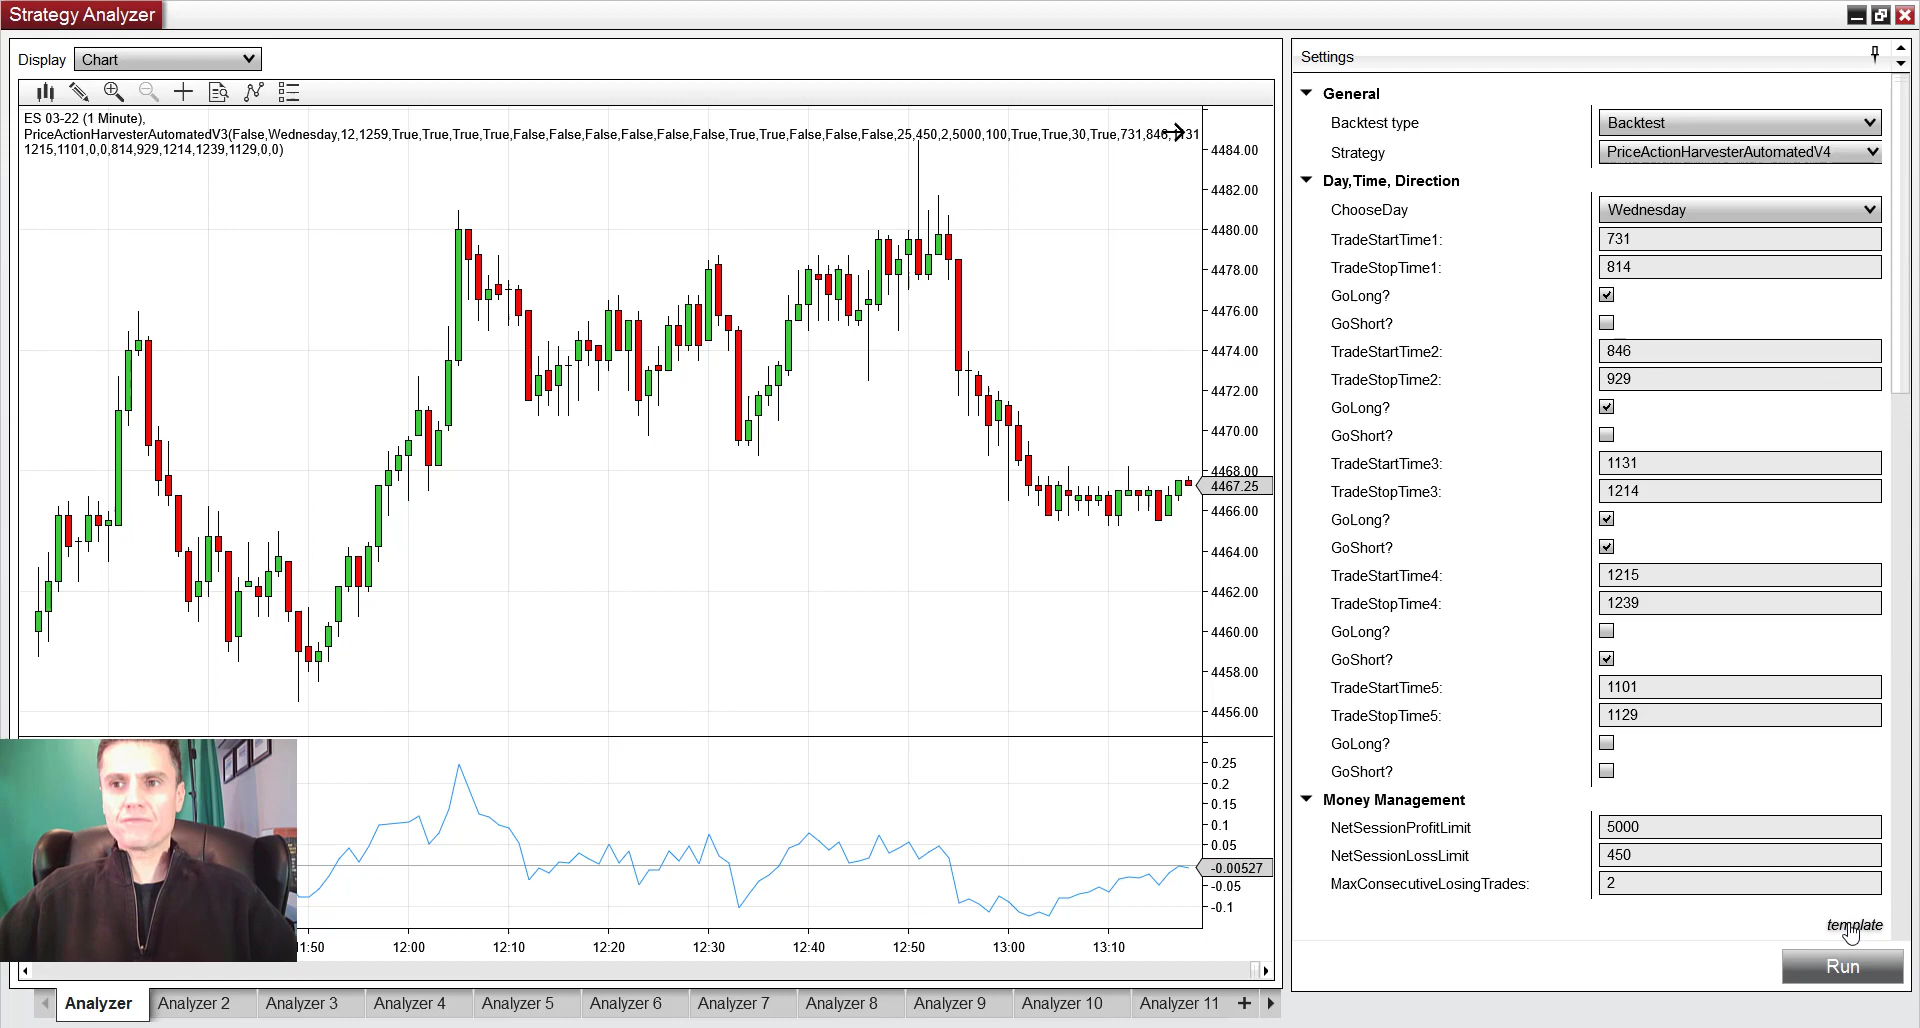 Strategy Analyzer
Display Chart
ES 03-22 (1 Minute),
PriceActionHarvesterAutomatedV3(False,Wednesday,12,1259,True,True,True,True,False,False,False,False,False,False,True,True,False,False,False,25,450,2,5000,100,True,True,30,True,731,846,731
1215,1101,0,0,814,929,1214,1239,1129,0,0)
4484.00
4482.00
4480.00
4478.00
4476.00
4474.00
4472.00
4470.00
4468.00
4467.25
4466.00
4464.00
4462.00
4460.00
4458.00
4456.00
0.25
0.2
0.15
0.1
0.05
-0.00527
-0.05
-0.1
11:50 12:00 12:10 12:20 12:30 12:40 12:50 13:00 13:10
Analyzer Analyzer 2 Analyzer 3 Analyzer 4 Analyzer 5 Analyzer 6 Analyzer 7 Analyzer 8 Analyzer 9 Analyzer 10 Analyzer 11
Settings
General
Backtest type Backtest
Strategy PriceActionHarvesterAutomatedV4
Day,Time, Direction
ChooseDay Wednesday
TradeStartTime1: 731
TradeStopTime1: 814
GoLong?
GoShort?
TradeStartTime2: 846
TradeStopTime2: 929
GoLong?
GoShort?
TradeStartTime3: 1131
TradeStopTime3: 1214
GoLong?
GoShort?
TradeStartTime4: 1215
TradeStopTime4: 1239
GoLong?
GoShort?
TradeStartTime5: 1101
TradeStopTime5: 1129
GoLong?
GoShort?
Money Management
NetSessionProfitLimit 5000
NetSessionLossLimit 450
MaxConsecutiveLosingTrades: 2
template
Run